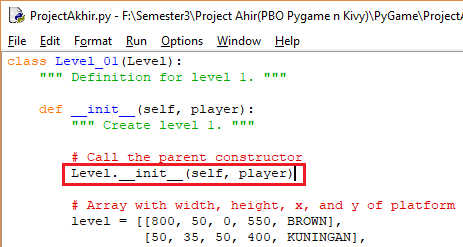 ProjectAkhir.py - F:\Semester3\Project Ahir(PBO Pygame n Kivy)\PyGame\Project
File Edit Format Run Options Window Help
class Level_01(Level):
    """ Definition for level 1. """
    def __init__(self, player):
        """ Create level 1. """
        # Call the parent constructor
        Level.__init__(self, player)
        # Array with width, height, x, and y of platform
        level = [[800, 50, 0, 550, BROWN],
                 [50, 35, 50, 400, KUNINGAN],